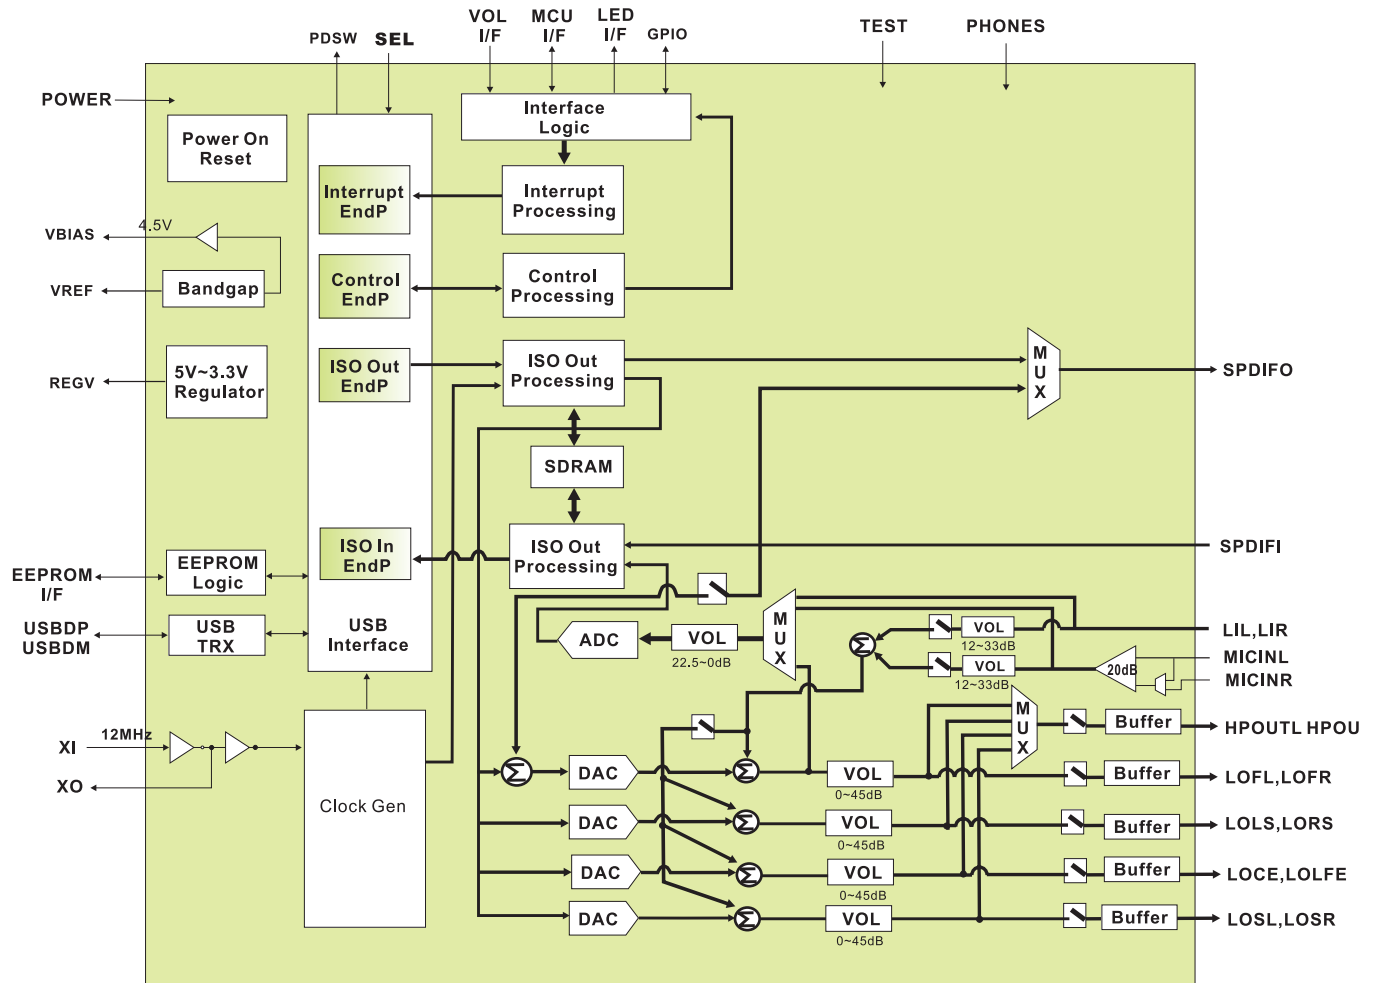 VOL
I/F
MCU
I/F
LED
I/F
GPIO
PDSW
SEL
TEST
PHONES
POWER
Power On
Reset
Interface
Logic
Interrupt
EndP
Interrupt
Processing
4.5V
VBIAS
VREF
Bandgap
Control
EndP
Control
Processing
REGV
5V~3.3V
Regulator
ISO Out
EndP
ISO Out
Processing
MUX
SPDIFO
SDRAM
ISO In
EndP
ISO Out
Processing
SPDIFI
EEPROM
I/F
EEPROM
Logic
USBDP
USBDM
USB
TRX
USB
Interface
ADC
VOL
22.5~0dB
MUX
Σ
VOL
12~33dB
VOL
12~33dB
20dB
LIL,LIR
MICINL
MICINR
XI
12MHz
XO
Clock Gen
MUX
Buffer
HPOUTL HPOU
Σ
DAC
Σ
VOL
0~45dB
Buffer
LOFL,LOFR
DAC
Σ
VOL
0~45dB
Buffer
LOLS,LORS
DAC
Σ
VOL
0~45dB
Buffer
LOCE,LOLFE
DAC
Σ
VOL
0~45dB
Buffer
LOSL,LOSR